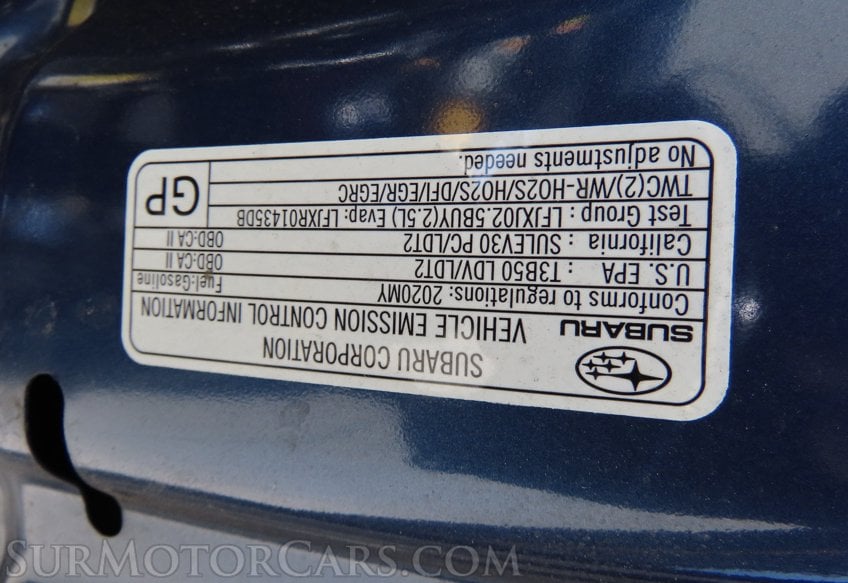 SUBARU CORPORATION
SUBARU VEHICLE EMISSION CONTROL INFORMATION
Conforms to regulations: 2020MY Fuel:Gasoline
U.S. EPA : T3B50 LDV/LDT2 OBD:CA II
California : SULEV30 PC/LDT2 OBD:CA II
Test Group : LFJXJ02.5BUY(2.5L) Evap: LFJXR01435DB
TWC(2)/WR-HO2S/HO2S/DFI/EGR/EGRC
No adjustments needed.
GP
SurMotorCars.com